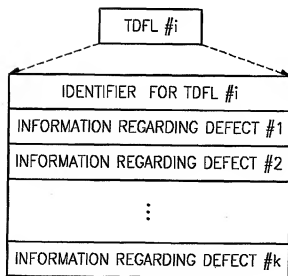 TDFL #i
IDENTIFIER FOR TDFL #i
INFORMATION REGARDING DEFECT #1
INFORMATION REGARDING DEFECT #2
⋮
INFORMATION REGARDING DEFECT #k